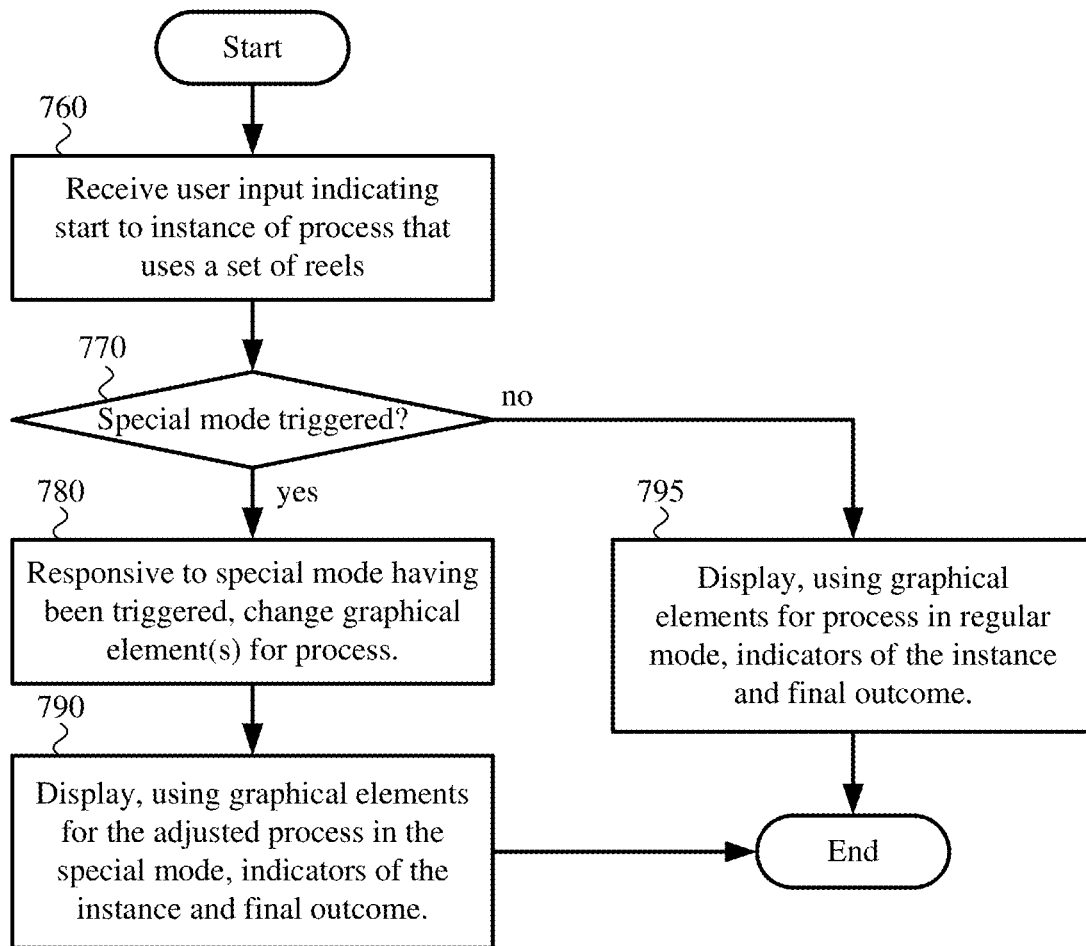 Start
760
Receive user input indicating
start to instance of process that
uses a set of reels
770
Special mode triggered?
no
yes
780
Responsive to special mode having
been triggered, change graphical
element(s) for process.
795
Display, using graphical
elements for process in regular
mode, indicators of the instance
and final outcome.
790
Display, using graphical elements
for the adjusted process in the
special mode, indicators of the
instance and final outcome.
End